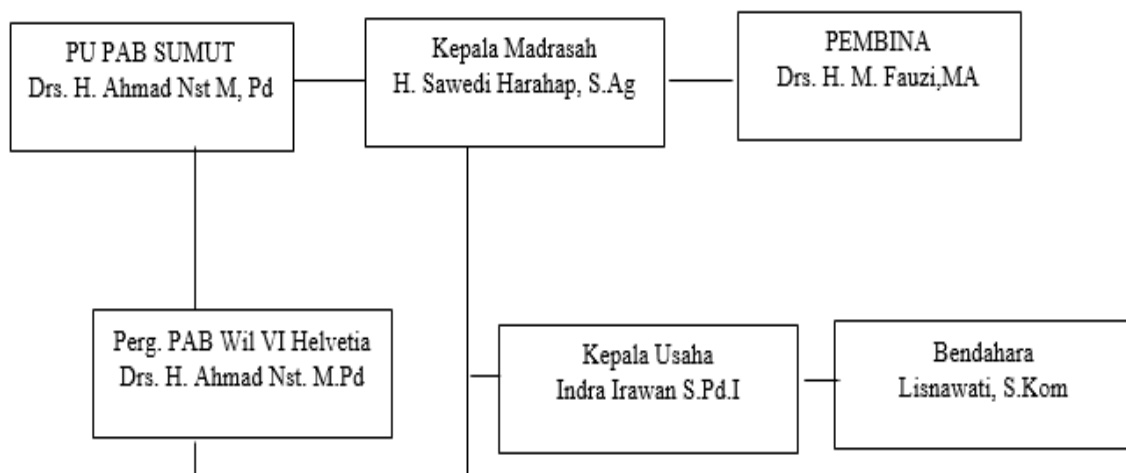 PU PAB SUMUT
Drs. H. Ahmad Nst M, Pd
Kepala Madrasah
H. Sawedi Harahap, S.Ag
PEMBINA
Drs. H. M. Fauzi,MA
Perg. PAB Wil VI Helvetia
Drs. H. Ahmad Nst. M.Pd
Kepala Usaha
Indra Irawan S.Pd.I
Bendahara
Lisnawati, S.Kom